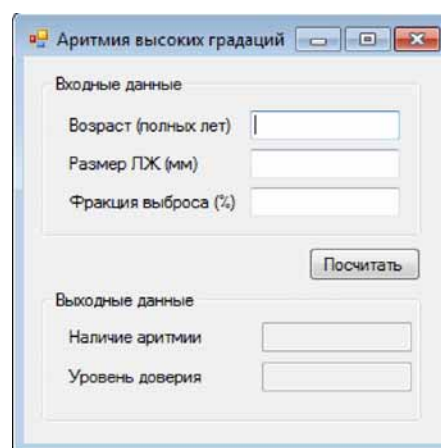 Аритмия высоких градаций
Входные данные
Возраст (полных лет)
Размер ЛЖ (мм)
Фракция выброса (%)
Посчитать
Выходные данные
Наличие аритмии
Уровень доверия